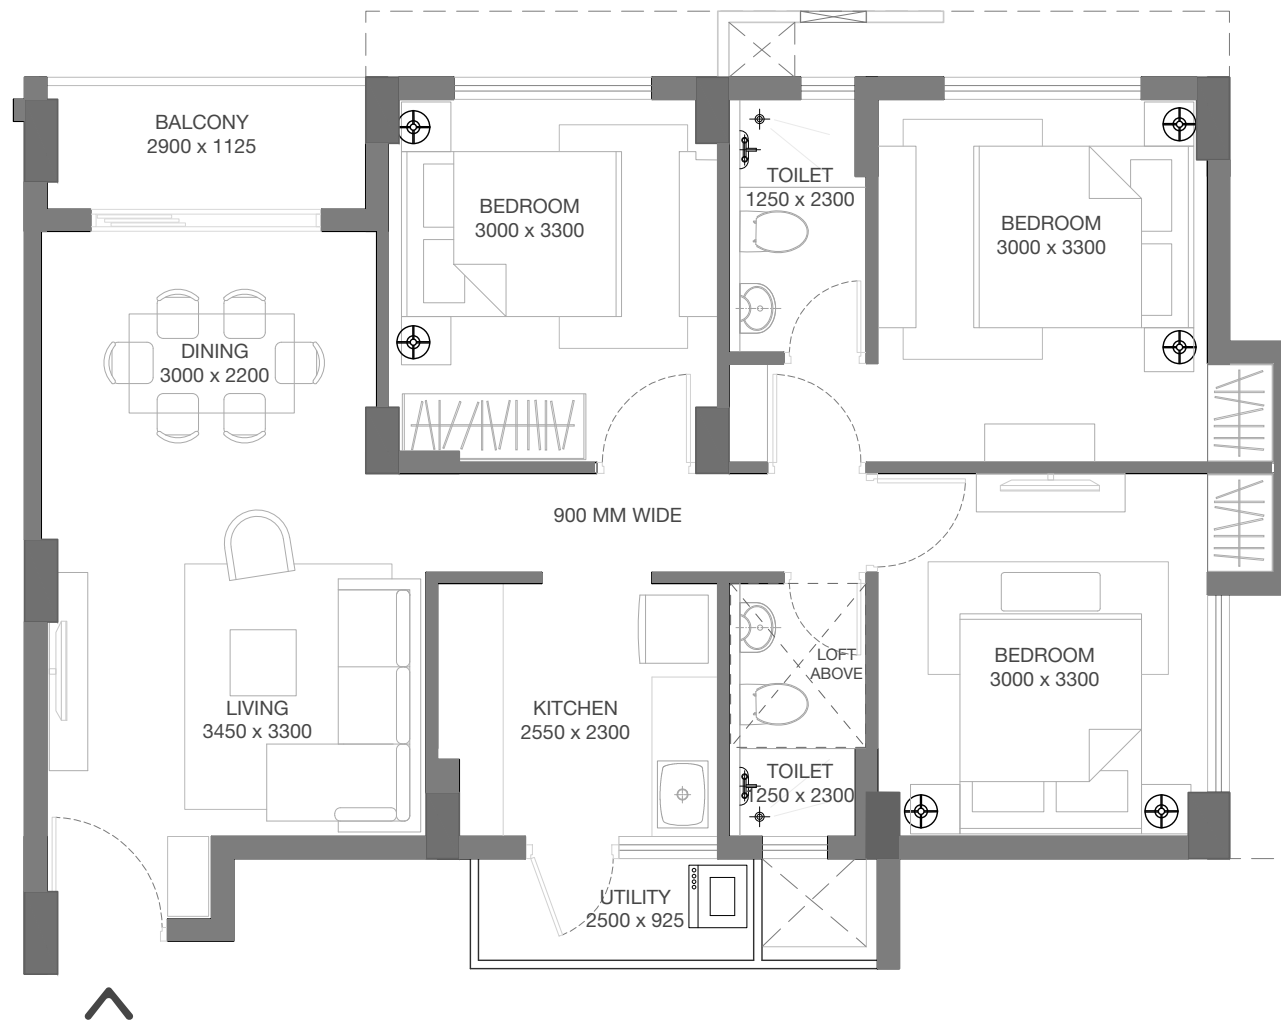 BALCONY
2900 x 1125
BEDROOM
3000 x 3300
TOILET
1250 x 2300
BEDROOM
3000 x 3300
DINING
3000 x 2200
900 MM WIDE
LIVING
3450 x 3300
KITCHEN
2550 x 2300
LOFT
ABOVE
TOILET
1250 x 2300
BEDROOM
3000 x 3300
UTILITY
2500 x 925